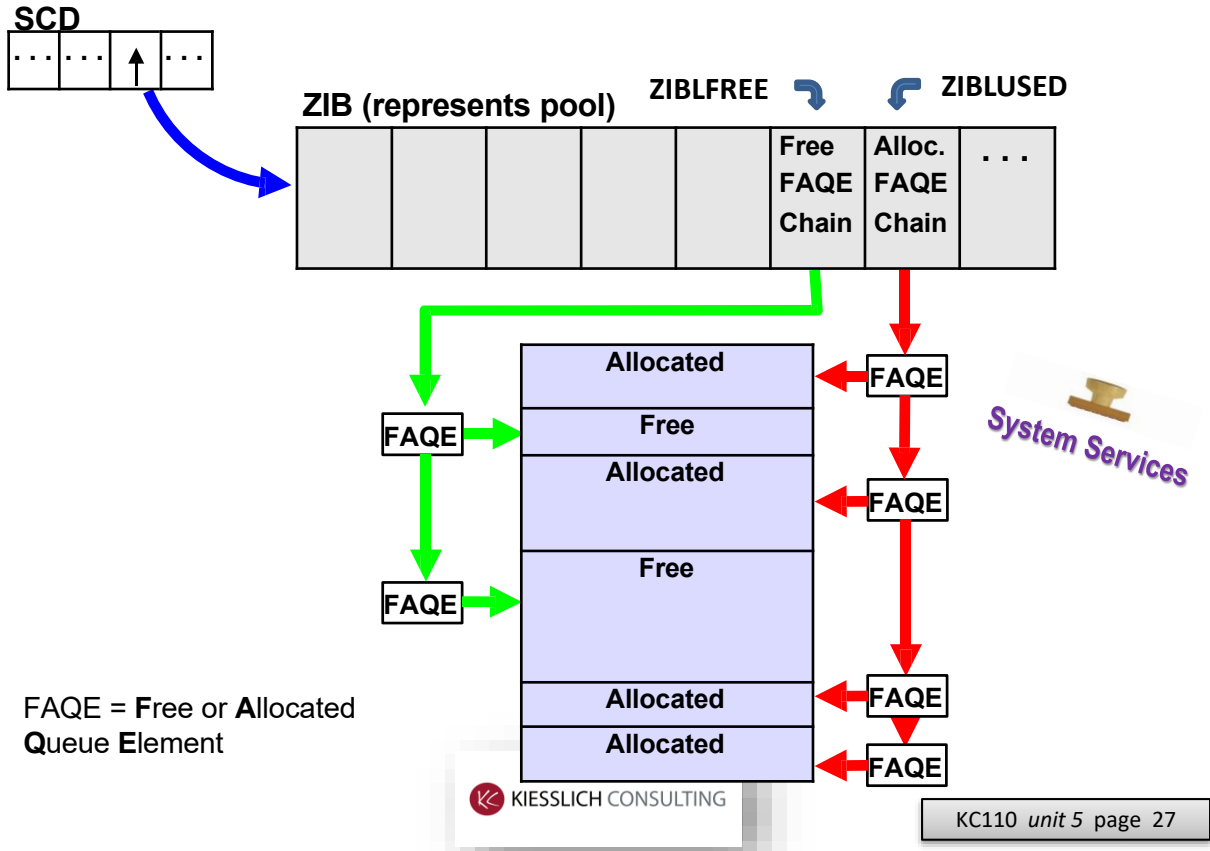 SCD
... ... ...
ZIB (represents pool)
ZIBLFREE
ZIBLUSED
Free
FAQE
Chain
Alloc.
FAQE
Chain
...
Allocated
FAQE
FAQE
Free
Allocated
FAQE
Free
FAQE
Allocated
FAQE
Allocated
FAQE
System Services
FAQE = Free or Allocated
Queue Element
KC KIESSLICH CONSULTING
KC110 unit 5 page 27